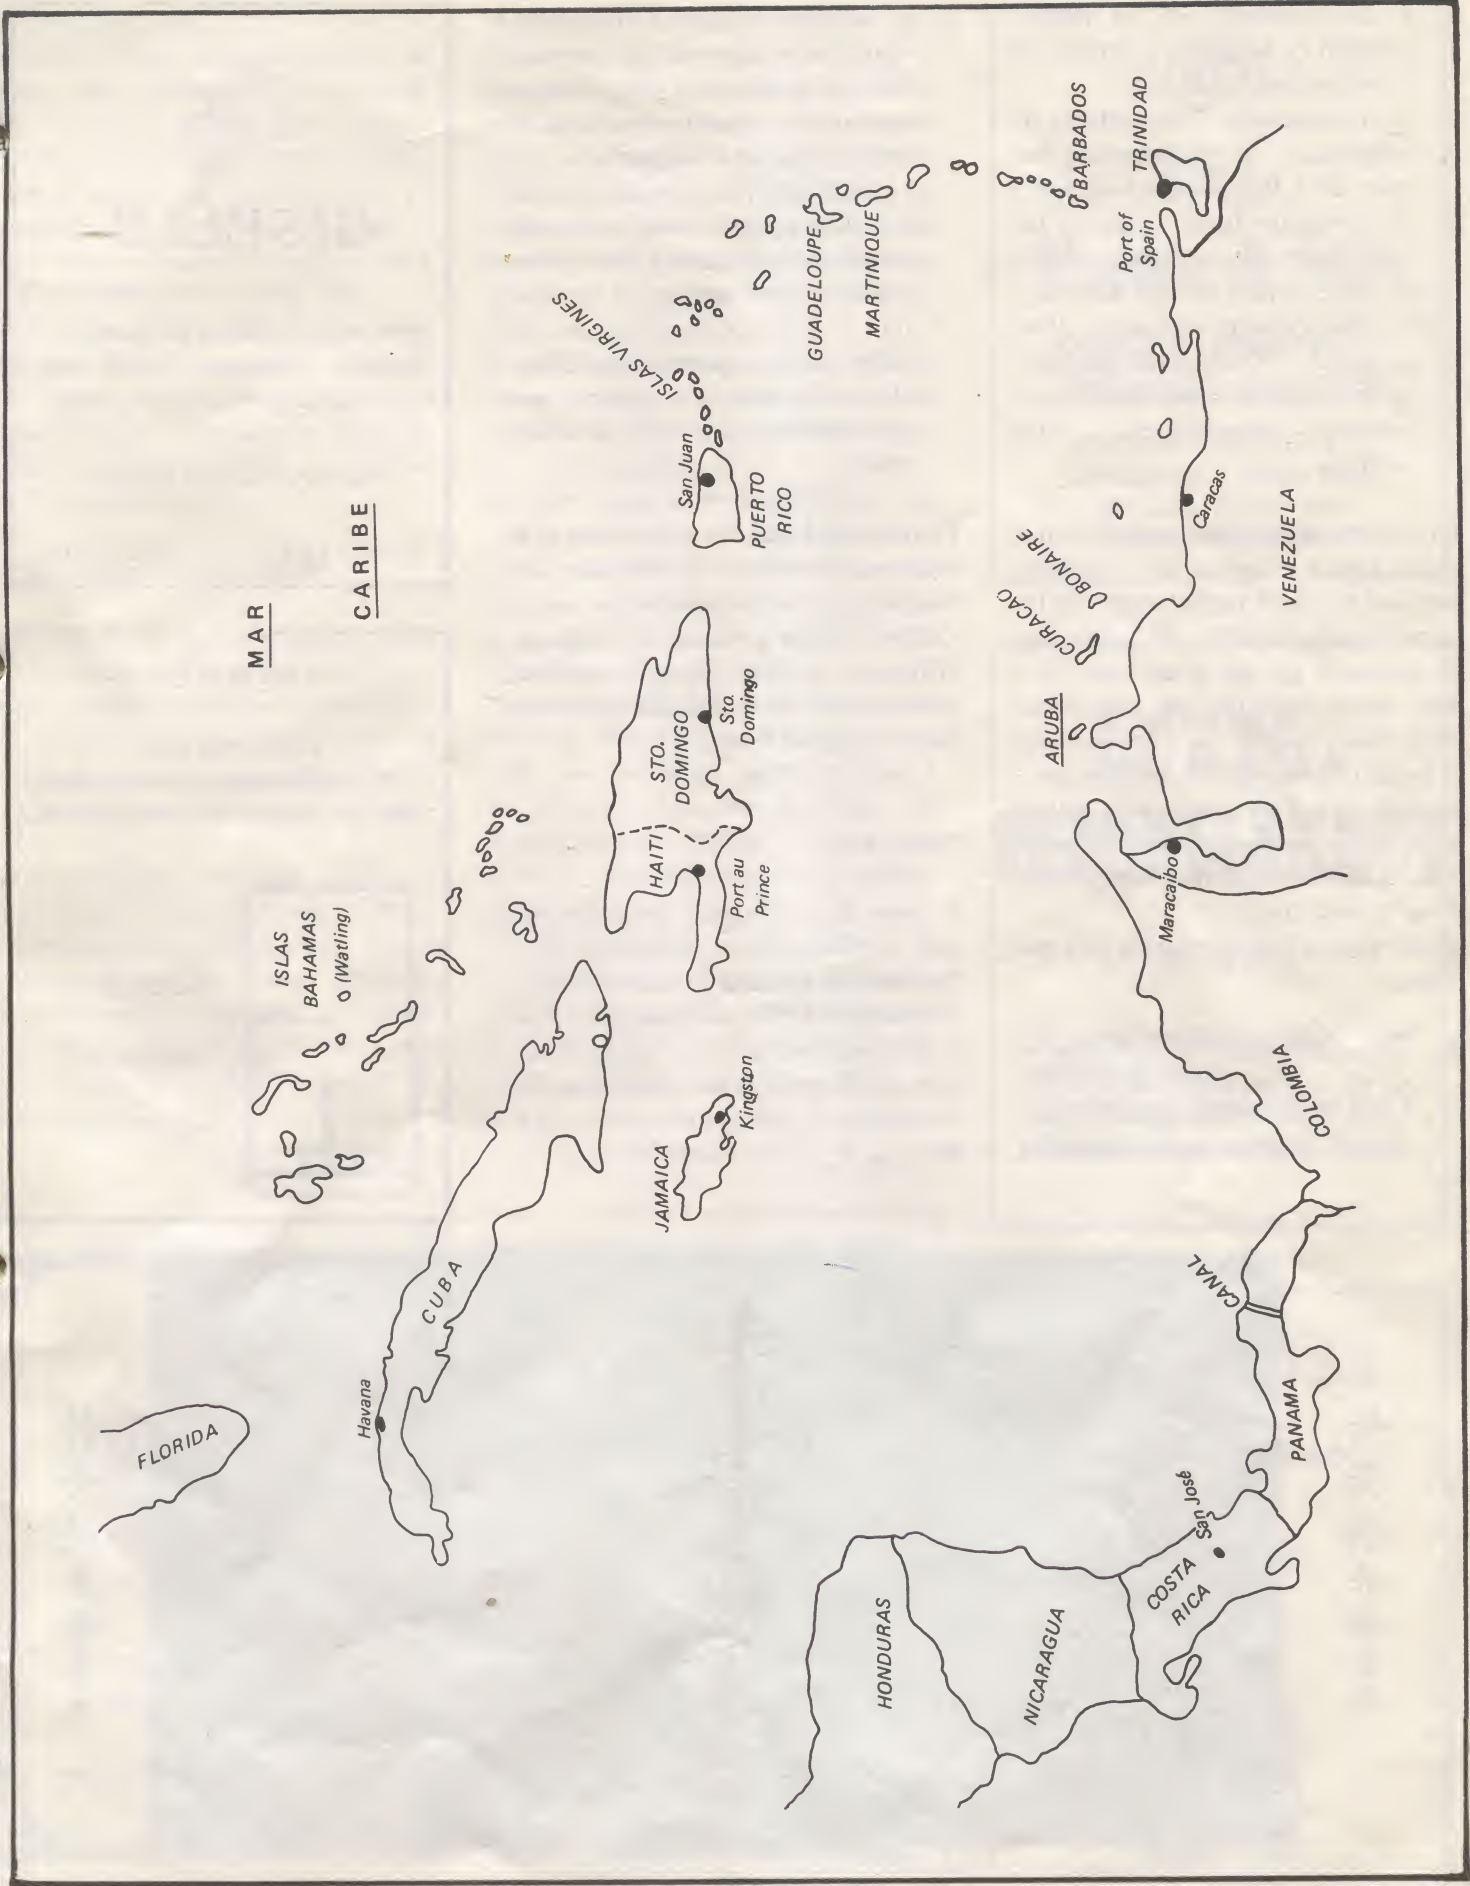 MAR
CARIBE
FLORIDA
ISLAS
BAHAMAS
(Watling)
Havana
CUBA
ISLAS VIRGINES
San Juan
PUERTO
RICO
HAITI
STO.
DOMINGO
Sto.
Domingo
Port au
Prince
JAMAICA
Kingston
GUADELOUPE
MARTINIQUE
BARBADOS
TRINIDAD
Port of
Spain
HONDURAS
NICARAGUA
COSTA
RICA
San José
PANAMA
CANAL
COLOMBIA
Maracaibo
ARUBA
CURACAO
BONAIRE
Caracas
VENEZUELA